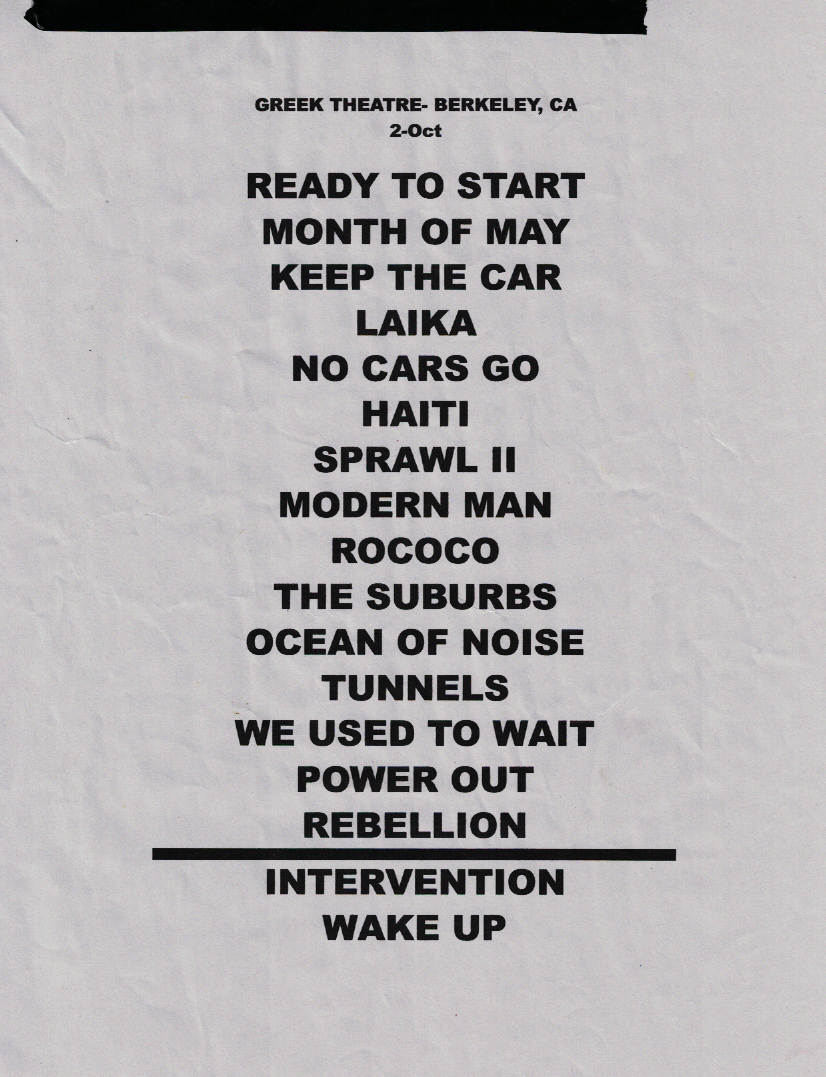 GREEK THEATRE- BERKELEY, CA
2-Oct
READY TO START
MONTH OF MAY
KEEP THE CAR
LAIKA
NO CARS GO
HAITI
SPRAWL II
MODERN MAN
ROCOCO
THE SUBURBS
OCEAN OF NOISE
TUNNELS
WE USED TO WAIT
POWER OUT
REBELLION
INTERVENTION
WAKE UP